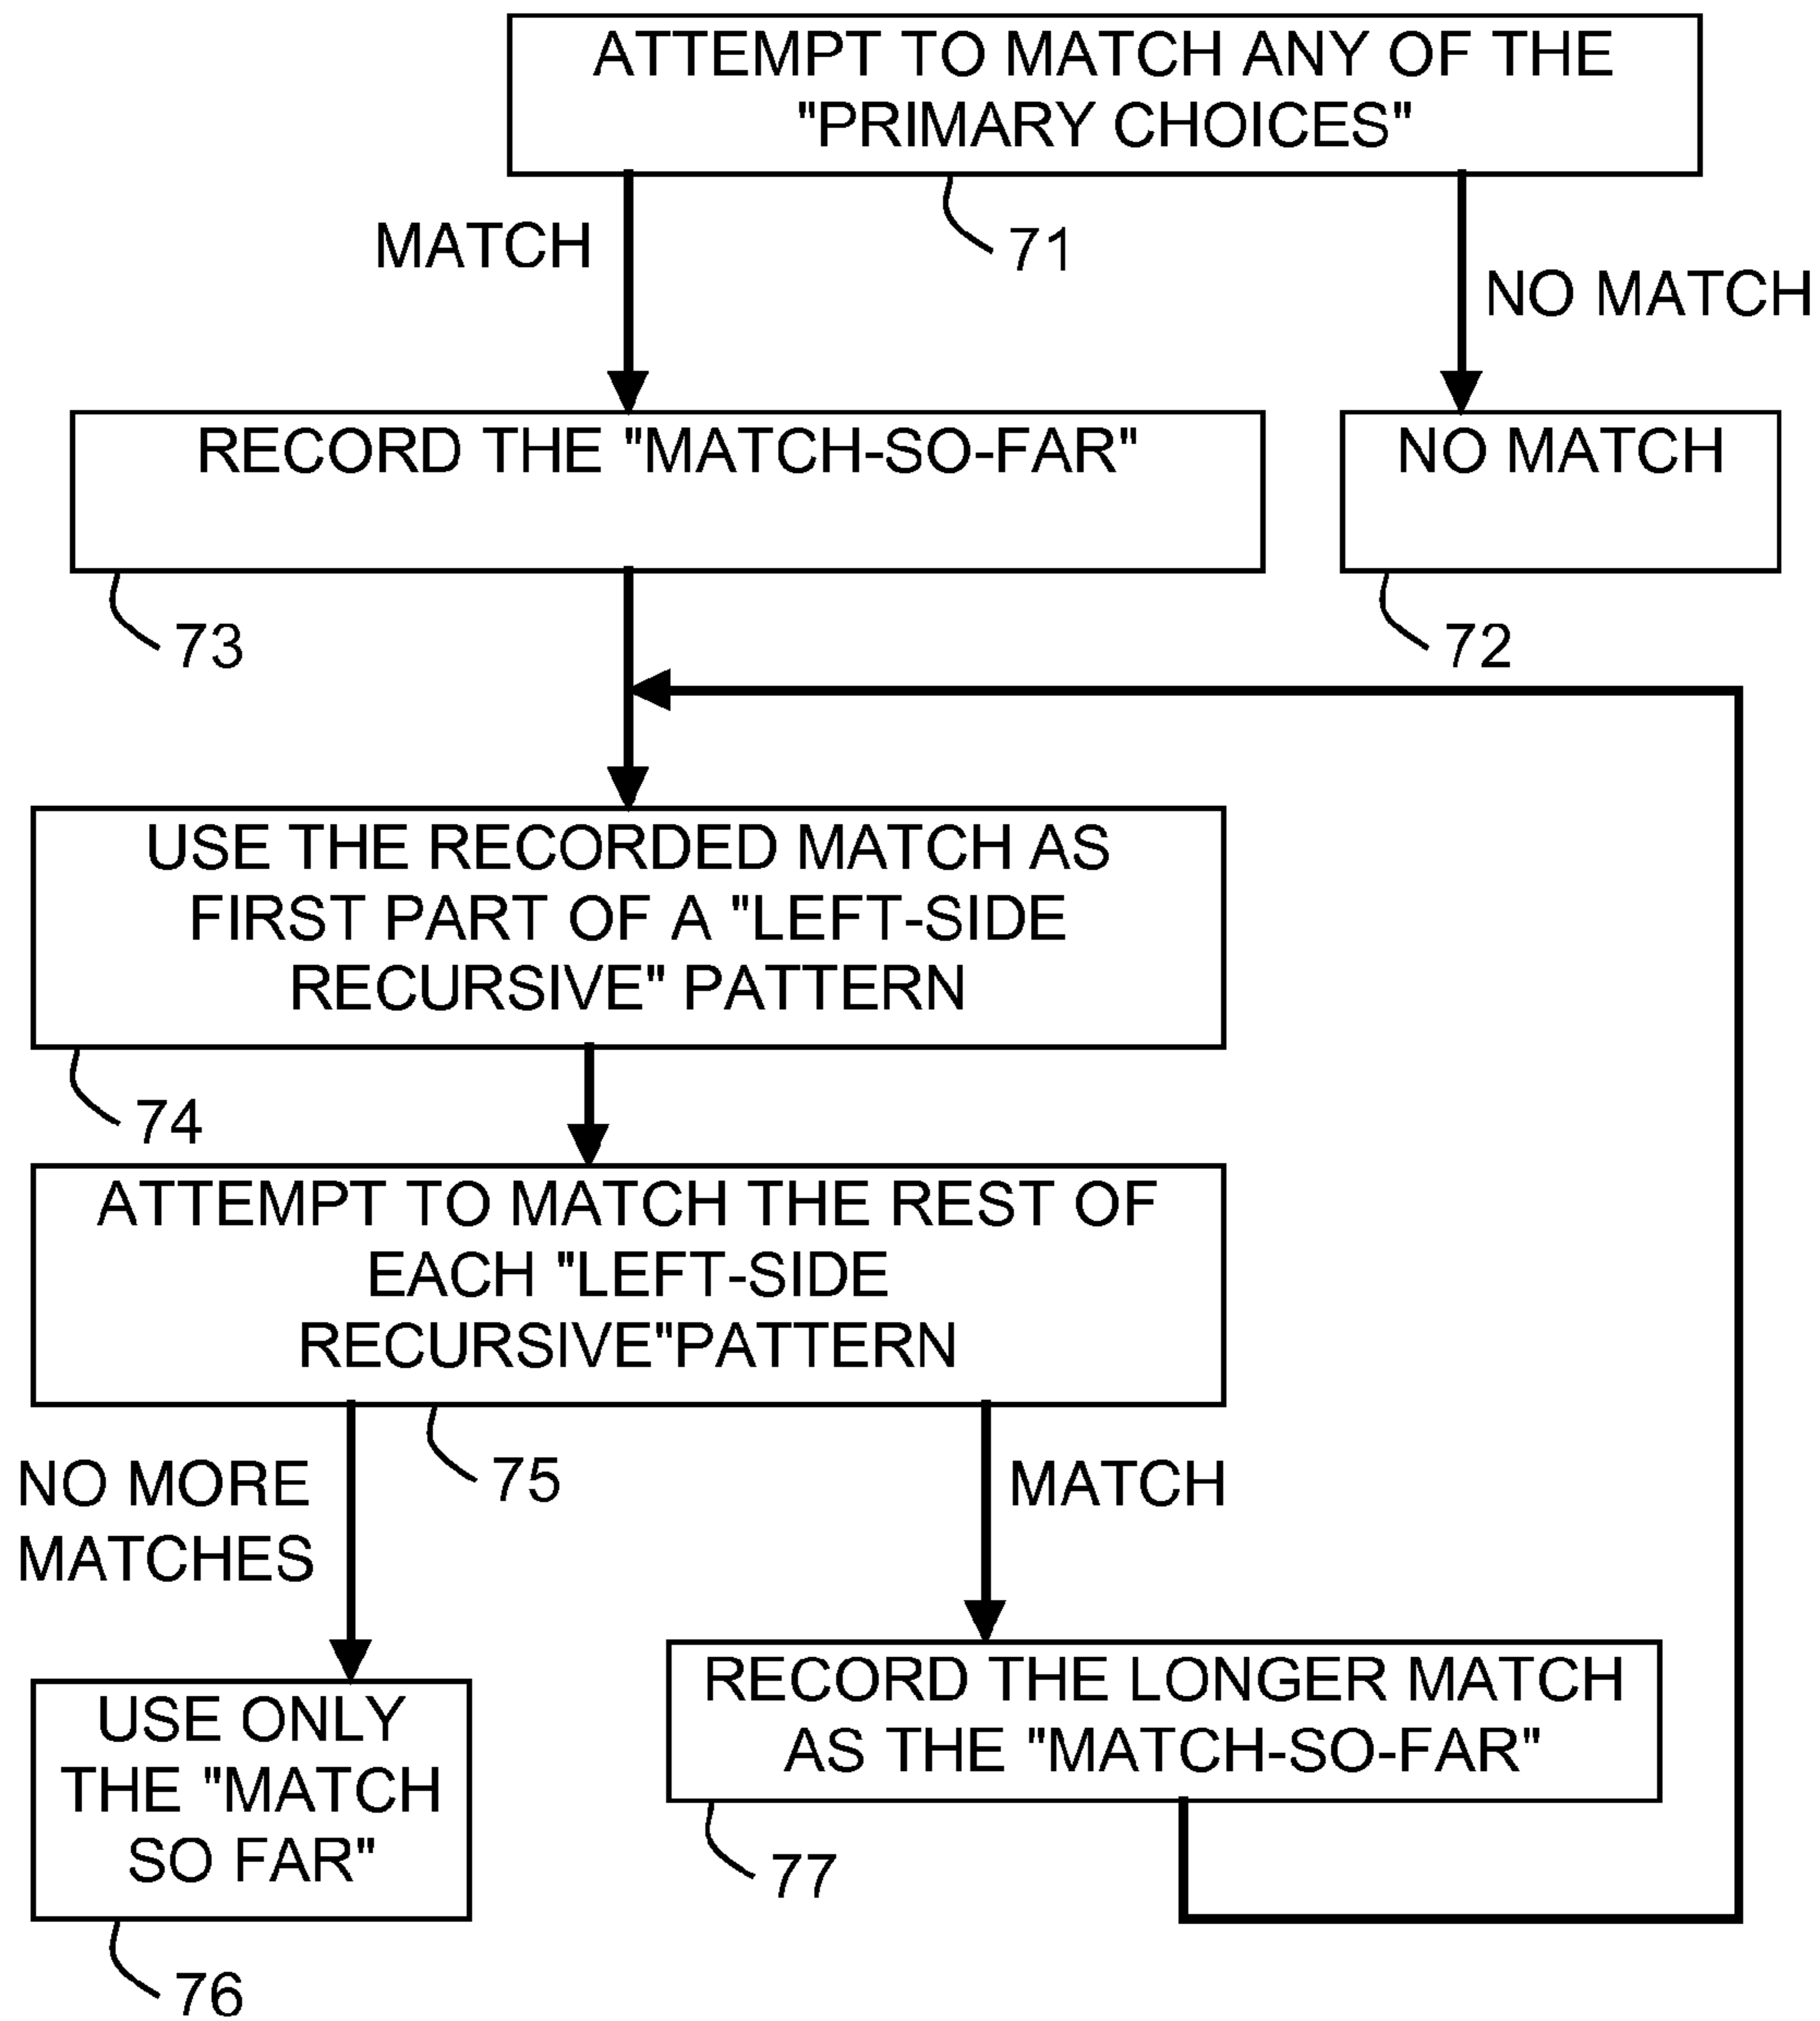 ATTEMPT TO MATCH ANY OF THE
"PRIMARY CHOICES"
71
MATCH
NO MATCH
RECORD THE "MATCH-SO-FAR"
NO MATCH
73
72
USE THE RECORDED MATCH AS
FIRST PART OF A "LEFT-SIDE
RECURSIVE" PATTERN
74
ATTEMPT TO MATCH THE REST OF
EACH "LEFT-SIDE
RECURSIVE"PATTERN
75
NO MORE
MATCHES
MATCH
USE ONLY
THE "MATCH
SO FAR"
RECORD THE LONGER MATCH
AS THE "MATCH-SO-FAR"
77
76